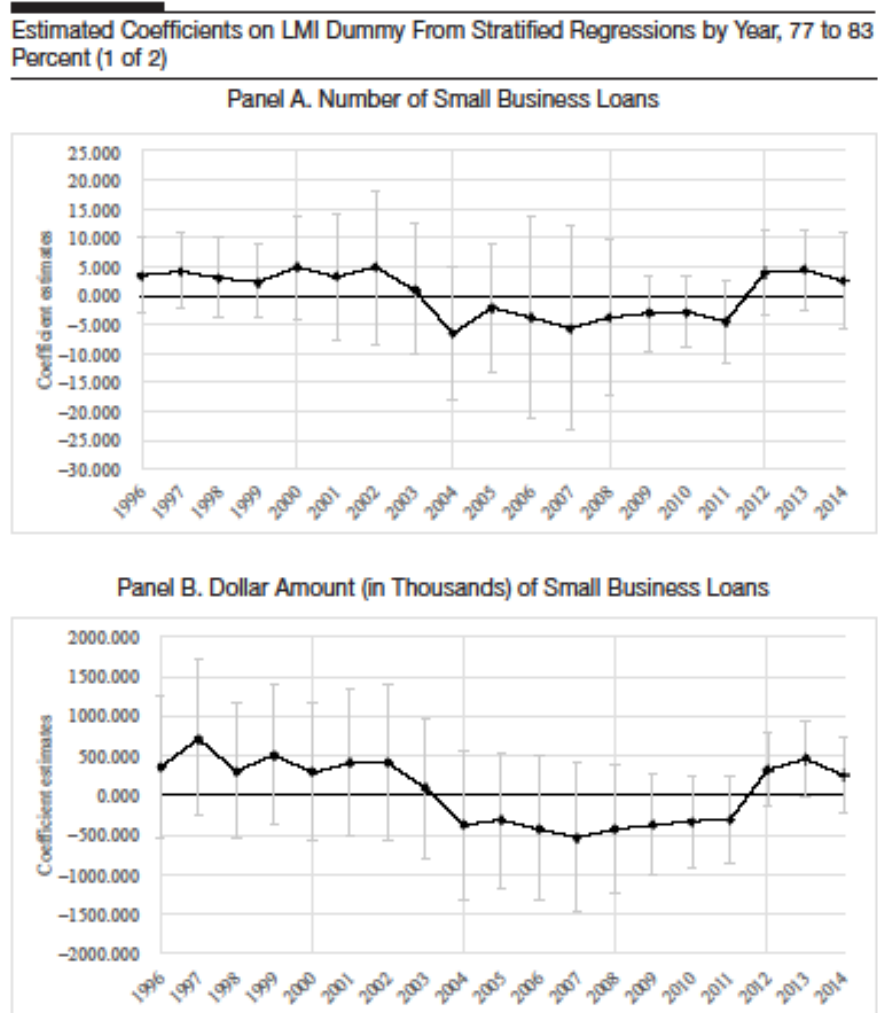 Estimated Coefficients on LMI Dummy From Stratified Regressions by Year, 77 to 83
Percent (1 of 2)
Panel A. Number of Small Business Loans
Coefficient estimates
25.000
20.000
15.000
10.000
5.000
0.000
−5.000
−10.000
−15.000
−20.000
−25.000
−30.000
1996 1997 1998 1999 2000 2001 2002 2003 2004 2005 2006 2007 2008 2009 2010 2011 2012 2013 2014
Panel B. Dollar Amount (in Thousands) of Small Business Loans
Coefficient estimates
2000.000
1500.000
1000.000
500.000
0.000
−500.000
−1000.000
−1500.000
−2000.000
1996 1997 1998 1999 2000 2001 2002 2003 2004 2005 2006 2007 2008 2009 2010 2011 2012 2013 2014